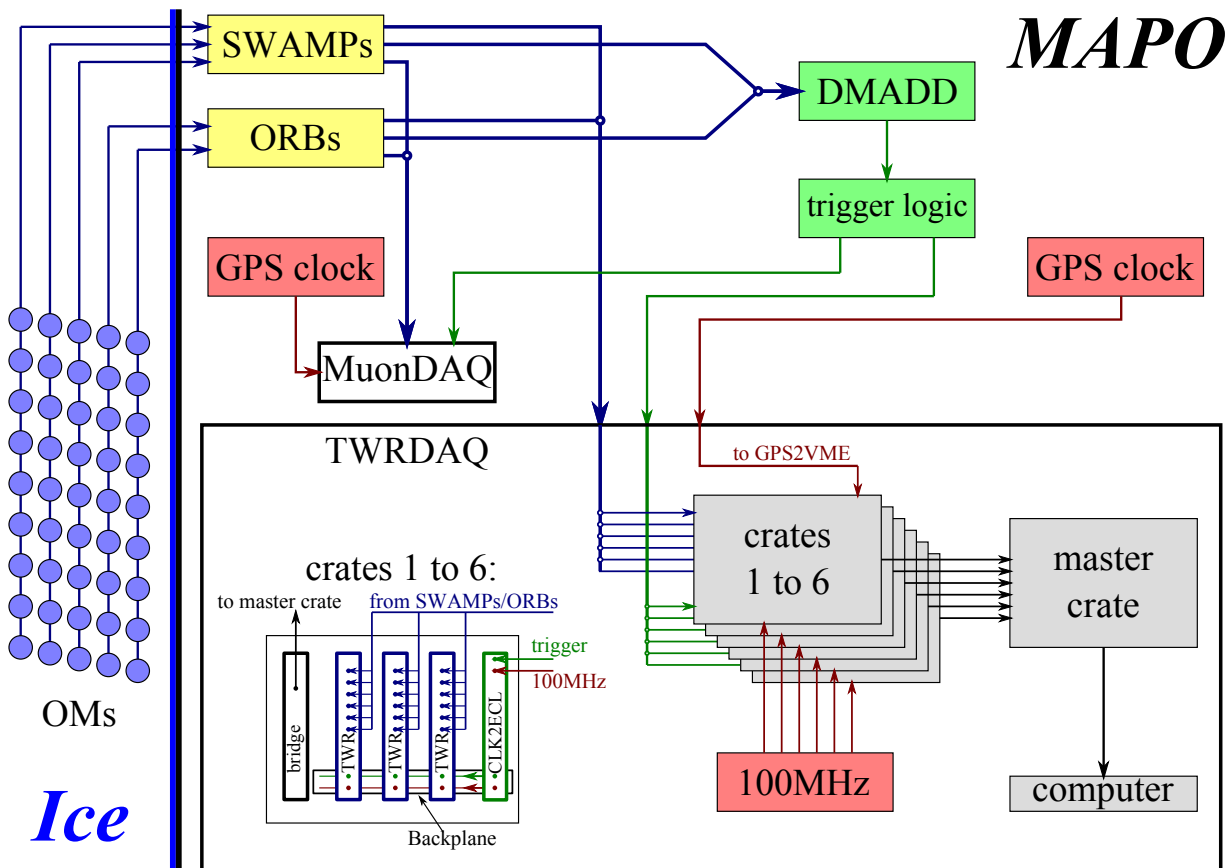 SWAMPs
MAPO
DMADD
ORBs
trigger logic
GPS clock
GPS clock
MuonDAQ
TWRDAQ
to GPS2VME
crates
1 to 6
master
crate
crates 1 to 6:
to master crate
from SWAMPs/ORBs
trigger
100MHz
bridge
TWR
TWR
TWR
CLK2ECL
Backplane
OMs
Ice
100MHz
computer